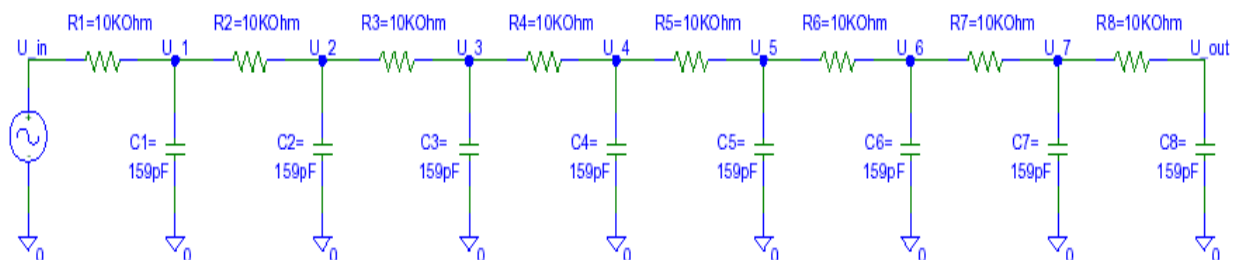 R1=10KOhm R2=10KOhm R3=10KOhm R4=10KOhm R5=10KOhm R6=10KOhm R7=10KOhm R8=10KOhm
U_in U_1 U_2 U_3 U_4 U_5 U_6 U_7 U_out
C1= C2= C3= C4= C5= C6= C7= C8=
159pF 159pF 159pF 159pF 159pF 159pF 159pF 159pF
0 0 0 0 0 0 0 0 0